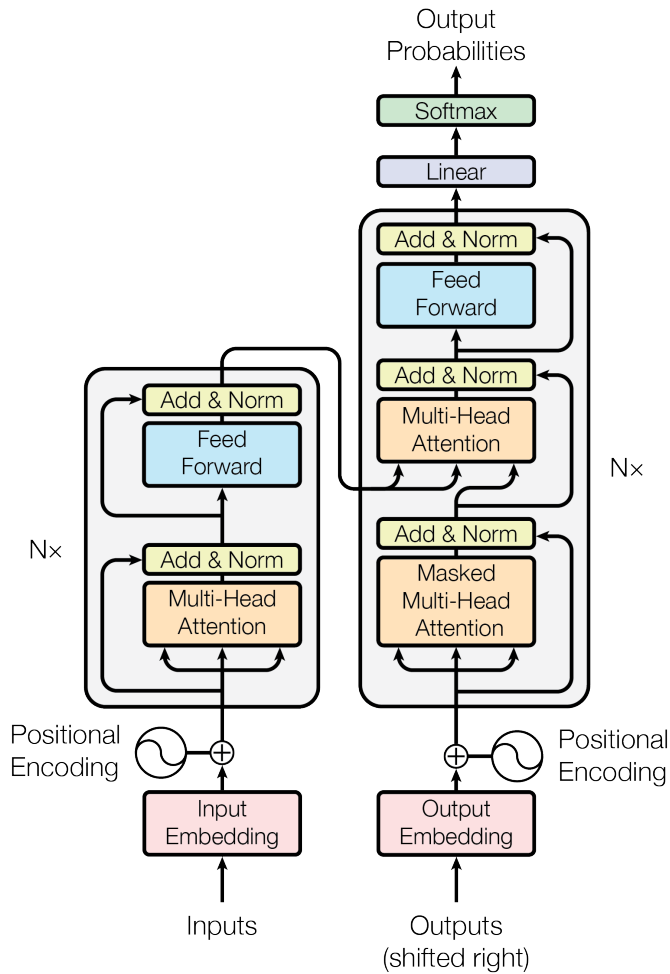 Output
Probabilities
Softmax
Linear
Add & Norm
Feed
Forward
Add & Norm
Multi-Head
Attention
N×
Add & Norm
Masked
Multi-Head
Attention
Add & Norm
Feed
Forward
N×
Add & Norm
Multi-Head
Attention
Positional
Encoding
Positional
Encoding
Input
Embedding
Output
Embedding
Inputs
Outputs
(shifted right)